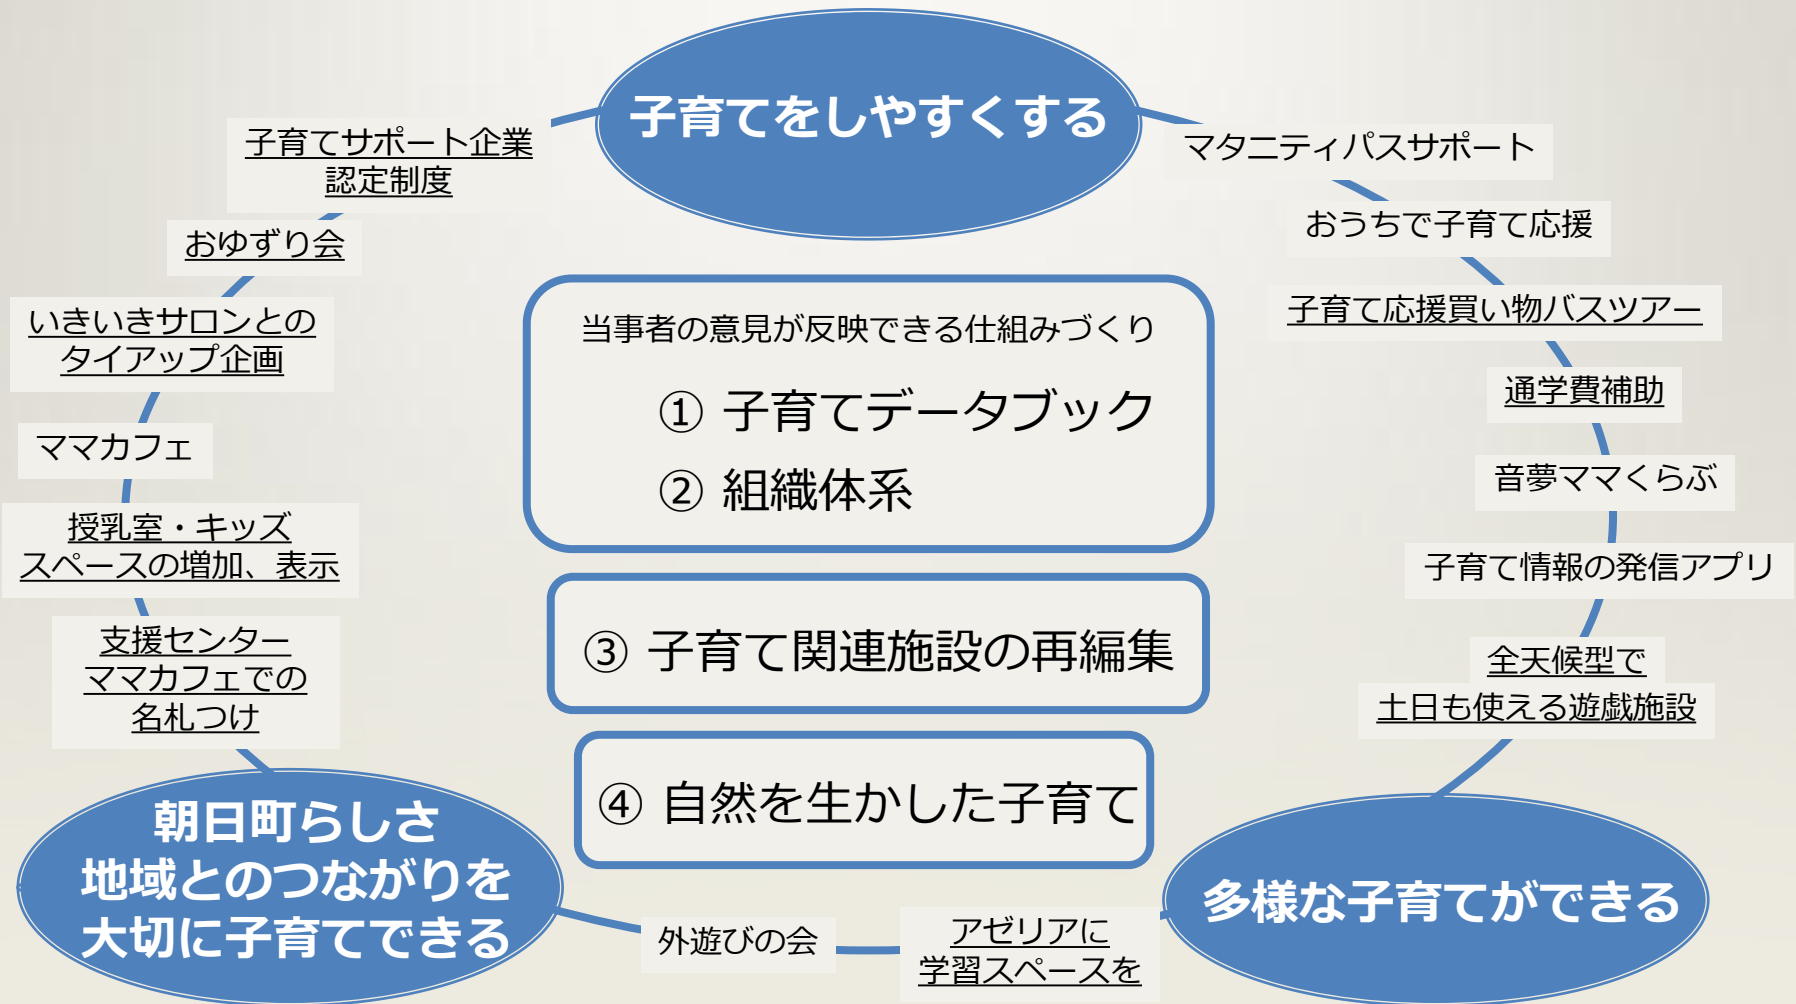 子育てをしやすくする
子育てサポート企業
認定制度
おゆずり会
いきいきサロンとの
タイアップ企画
ママカフェ
授乳室・キッズ
スペースの増加、表示
支援センター
ママカフェでの
名札つけ
マタニティパスサポート
おうちで子育て応援
子育て応援買い物バスツアー
通学費補助
音夢ママくらぶ
子育て情報の発信アプリ
全天候型で
土日も使える遊戯施設
当事者の意見が反映できる仕組みづくり
① 子育てデータブック
② 組織体系
③ 子育て関連施設の再編集
④ 自然を生かした子育て
朝日町らしさ
地域とのつながりを
大切に子育てできる
外遊びの会
アゼリアに
学習スペースを
多様な子育てができる